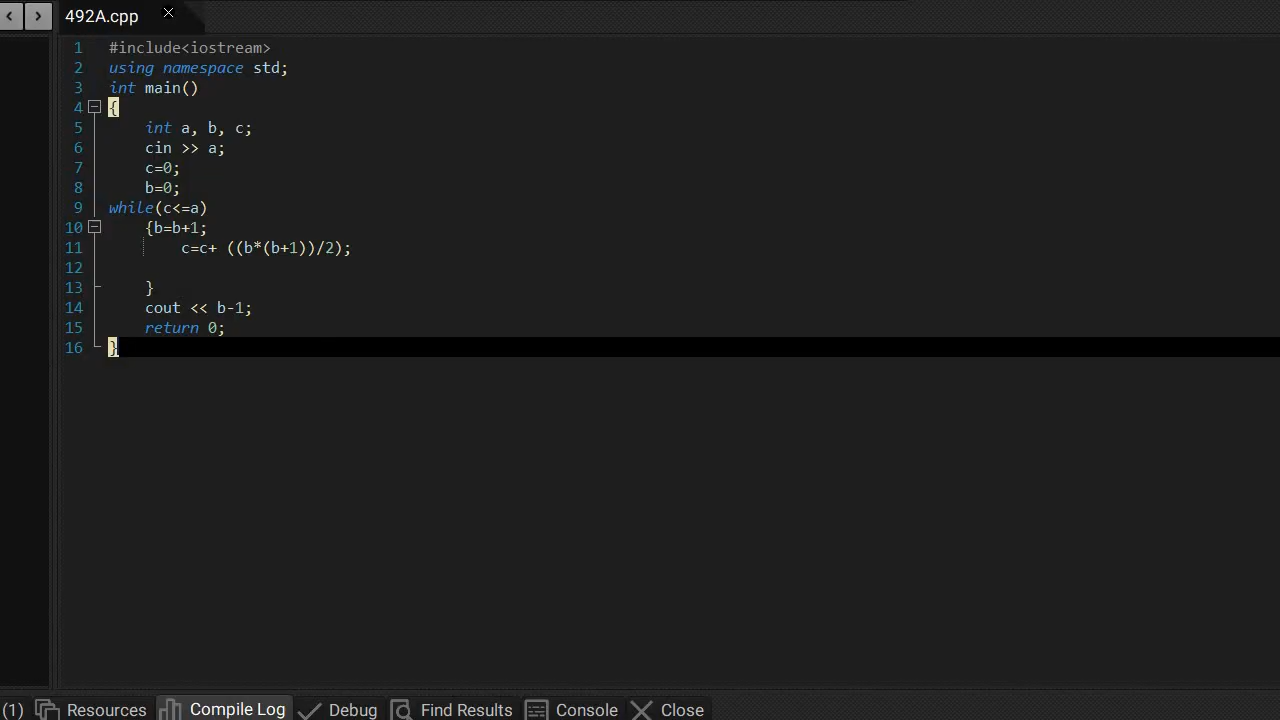 492A.cpp
1 #include<iostream>
2 using namespace std;
3 int main()
4 {
5 int a, b, c;
6 cin >> a;
7 c=0;
8 b=0;
9 while(c<=a)
10 {b=b+1;
11 c=c+ ((b*(b+1))/2);
12
13 }
14 cout << b-1;
15 return 0;
16 }
(1) Resources Compile Log Debug Find Results Console Close